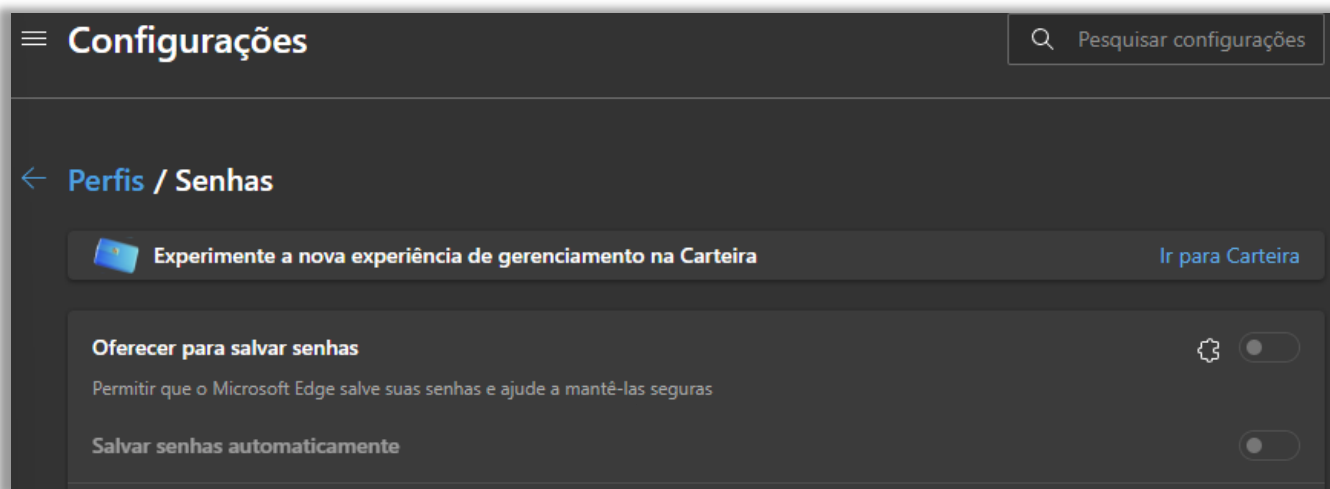 Configurações
Pesquisar configurações
Perfis / Senhas
Experimente a nova experiência de gerenciamento na Carteira
Ir para Carteira
Oferecer para salvar senhas
Permitir que o Microsoft Edge salve suas senhas e ajude a mantê-las seguras
Salvar senhas automaticamente